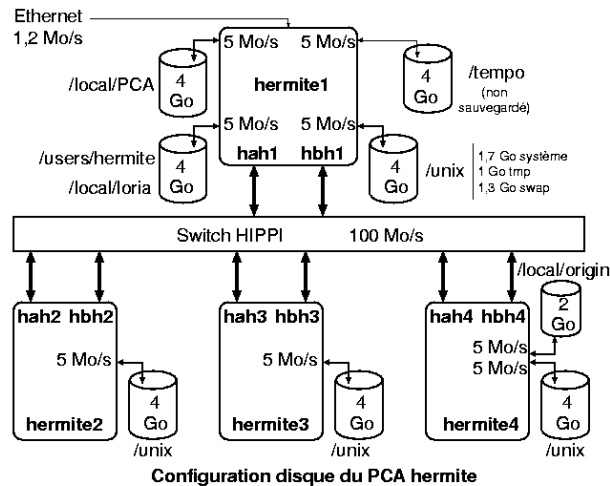 Ethernet
1,2 Mo/s
5 Mo/s 5 Mo/s
/local/PCA
4
Go
hermite1
4
Go
/tempo
(non
sauvegardé)
5 Mo/s 5 Mo/s
/users/hermite
/local/loria
4
Go
hah1 hbh1
4
Go
/unix
1,7 Go système
1 Go tmp
1,3 Go swap
Switch HIPPI 100 Mo/s
/local/origin
hah2 hbh2
hah3 hbh3
hah4 hbh4
2
Go
5 Mo/s
5 Mo/s
5 Mo/s
5 Mo/s
hermite2
4
Go
hermite3
4
Go
hermite4
4
Go
/unix
/unix
/unix
Configuration disque du PCA hermite